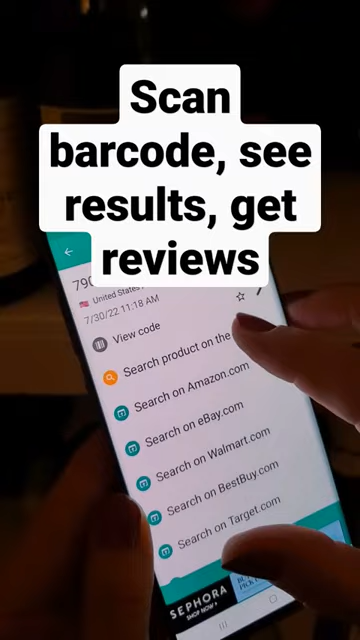 Scan
barcode, see
results, get
reviews
790
United States
7/30/22 11:18 AM
View code
Search product on the
Search on Amazon.com
Search on eBay.com
Search on Walmart.com
Search on BestBuy.com
Search on Target.com
SEPHORA
SHOP NOW